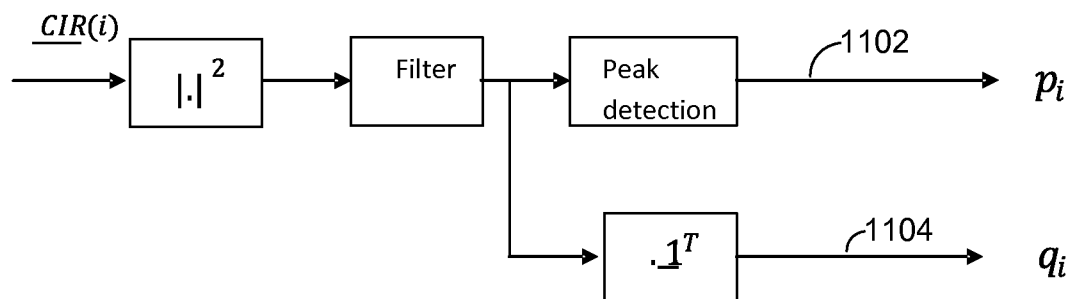 CIR(i)
|.|²
Filter
Peak
detection
1102
pᵢ
.1ᵀ
1104
qᵢ